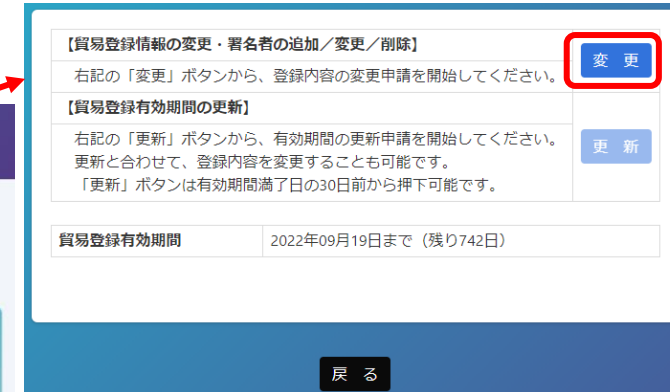 【貿易登録情報の変更・署名者の追加／変更／削除】
右記の「変更」ボタンから、登録内容の変更申請を開始してください。
変 更
【貿易登録有効期間の更新】
右記の「更新」ボタンから、有効期間の更新申請を開始してください。
更新と合わせて、登録内容を変更することも可能です。
「更新」ボタンは有効期間満了日の30日前から押下可能です。
更 新
貿易登録有効期間 2022年09月19日まで（残り742日）
戻 る